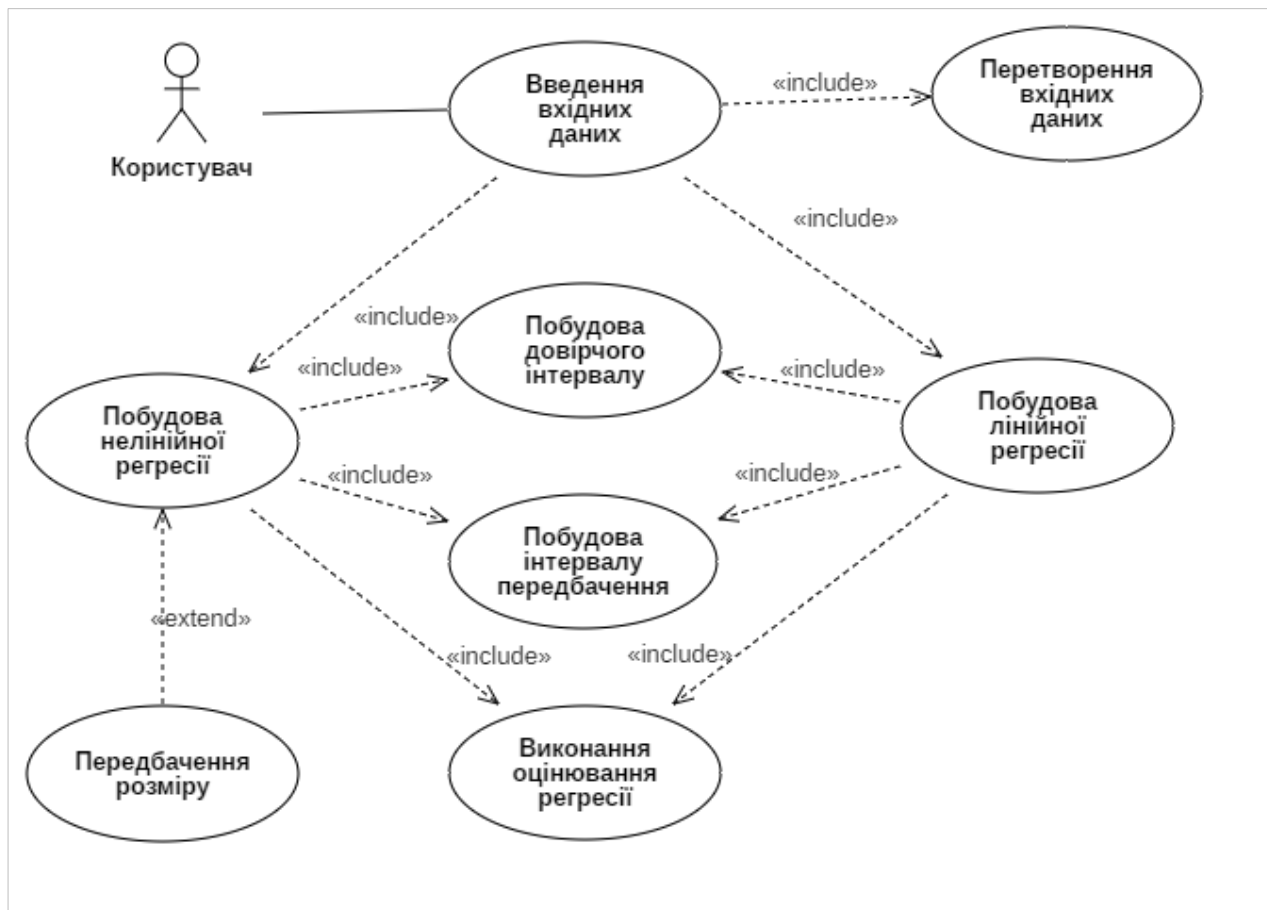 Користувач
Введення
вхідних
даних
«include»
Перетворення
вхідних
даних
«include»
«include»
Побудова
довірчого
інтервалу
«include»
«include»
Побудова
нелінійної
регресії
Побудова
лінійної
регресії
«include»
«include»
Побудова
інтервалу
передбачення
«extend»
«include»
«include»
Передбачення
розміру
Виконання
оцінювання
регресії